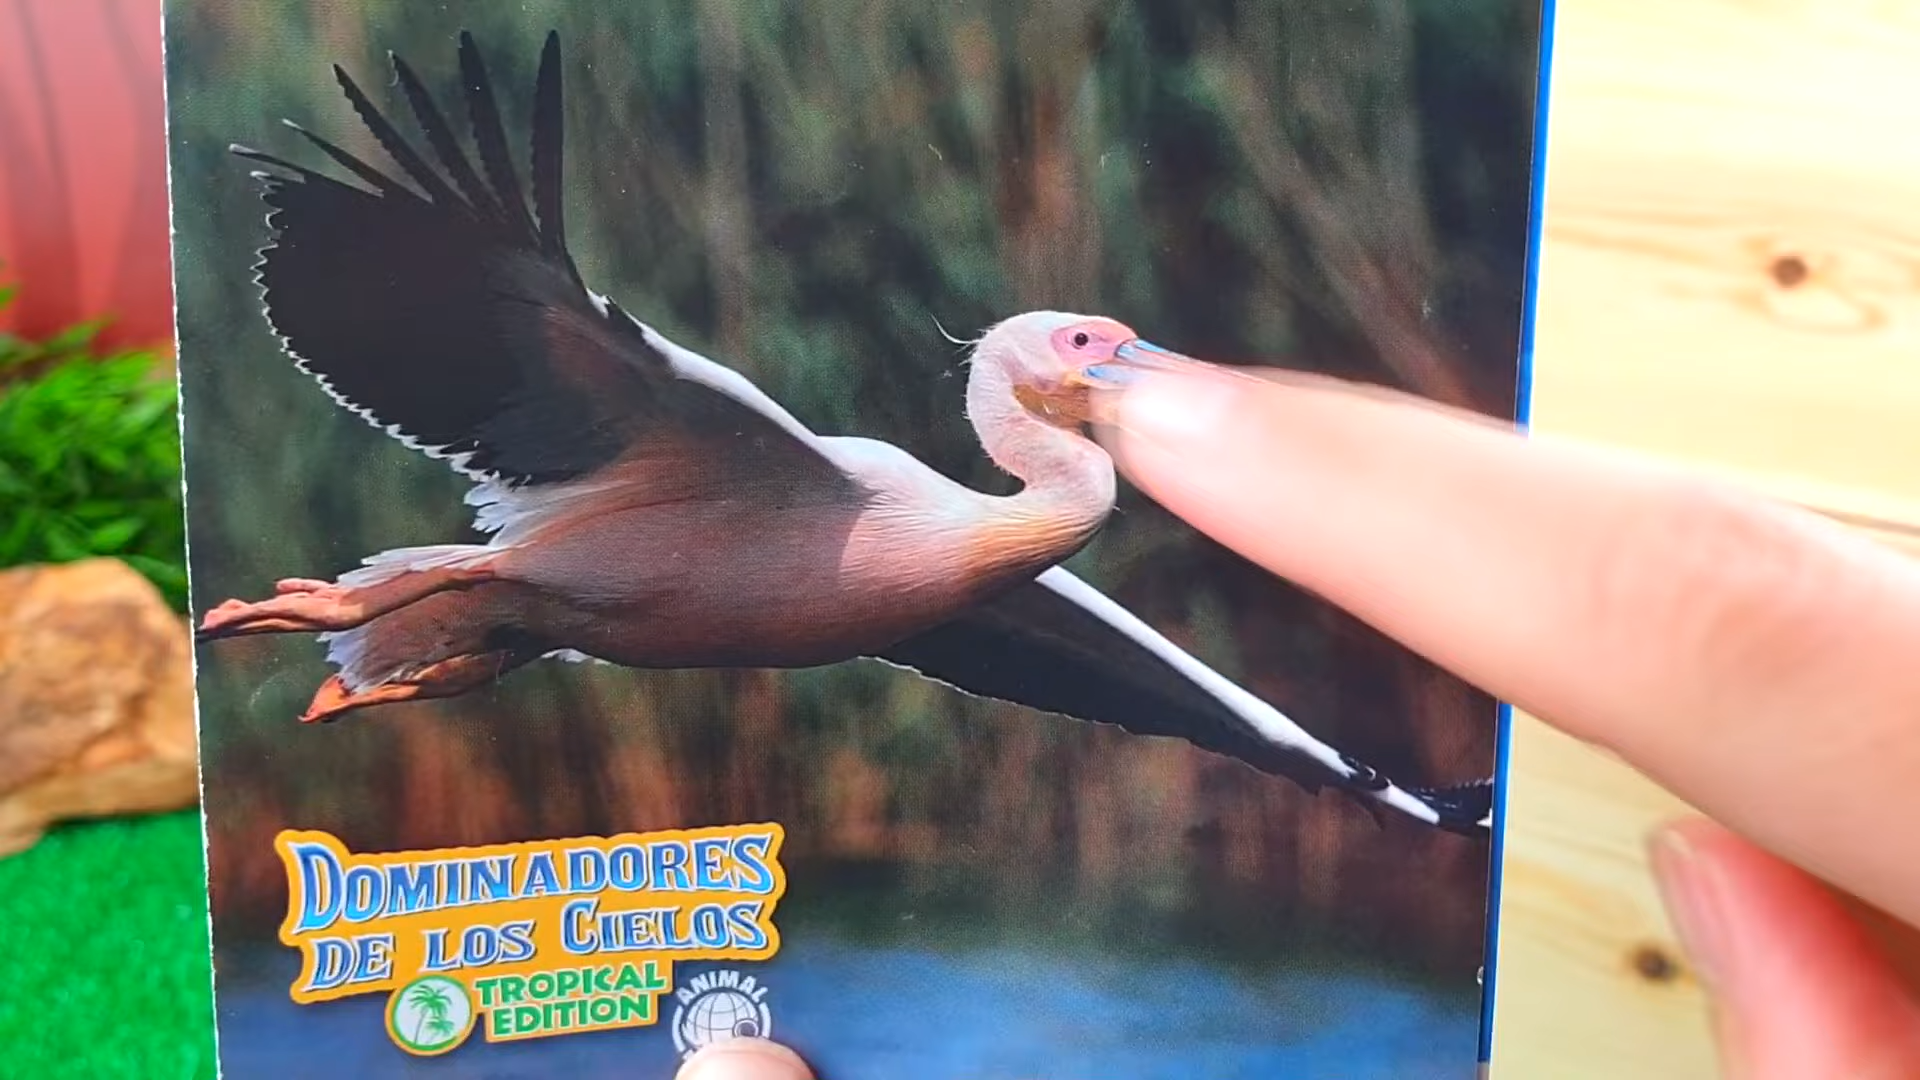 DOMINADORES
DE LOS CIELOS
TROPICAL
EDITION
ANIMAL